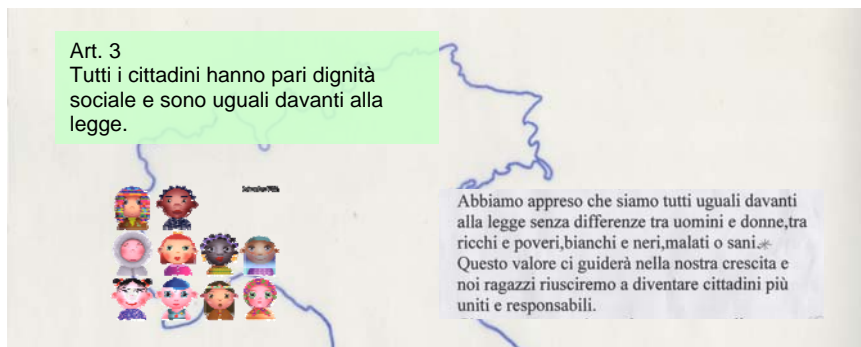 Art. 3
Tutti i cittadini hanno pari dignità
sociale e sono uguali davanti alla
legge.
Abbiamo appreso che siamo tutti uguali davanti
alla legge senza differenze tra uomini e donne,tra
ricchi e poveri,bianchi e neri,malati o sani.*
Questo valore ci guiderà nella nostra crescita e
noi ragazzi riusciremo a diventare cittadini più
uniti e responsabili.